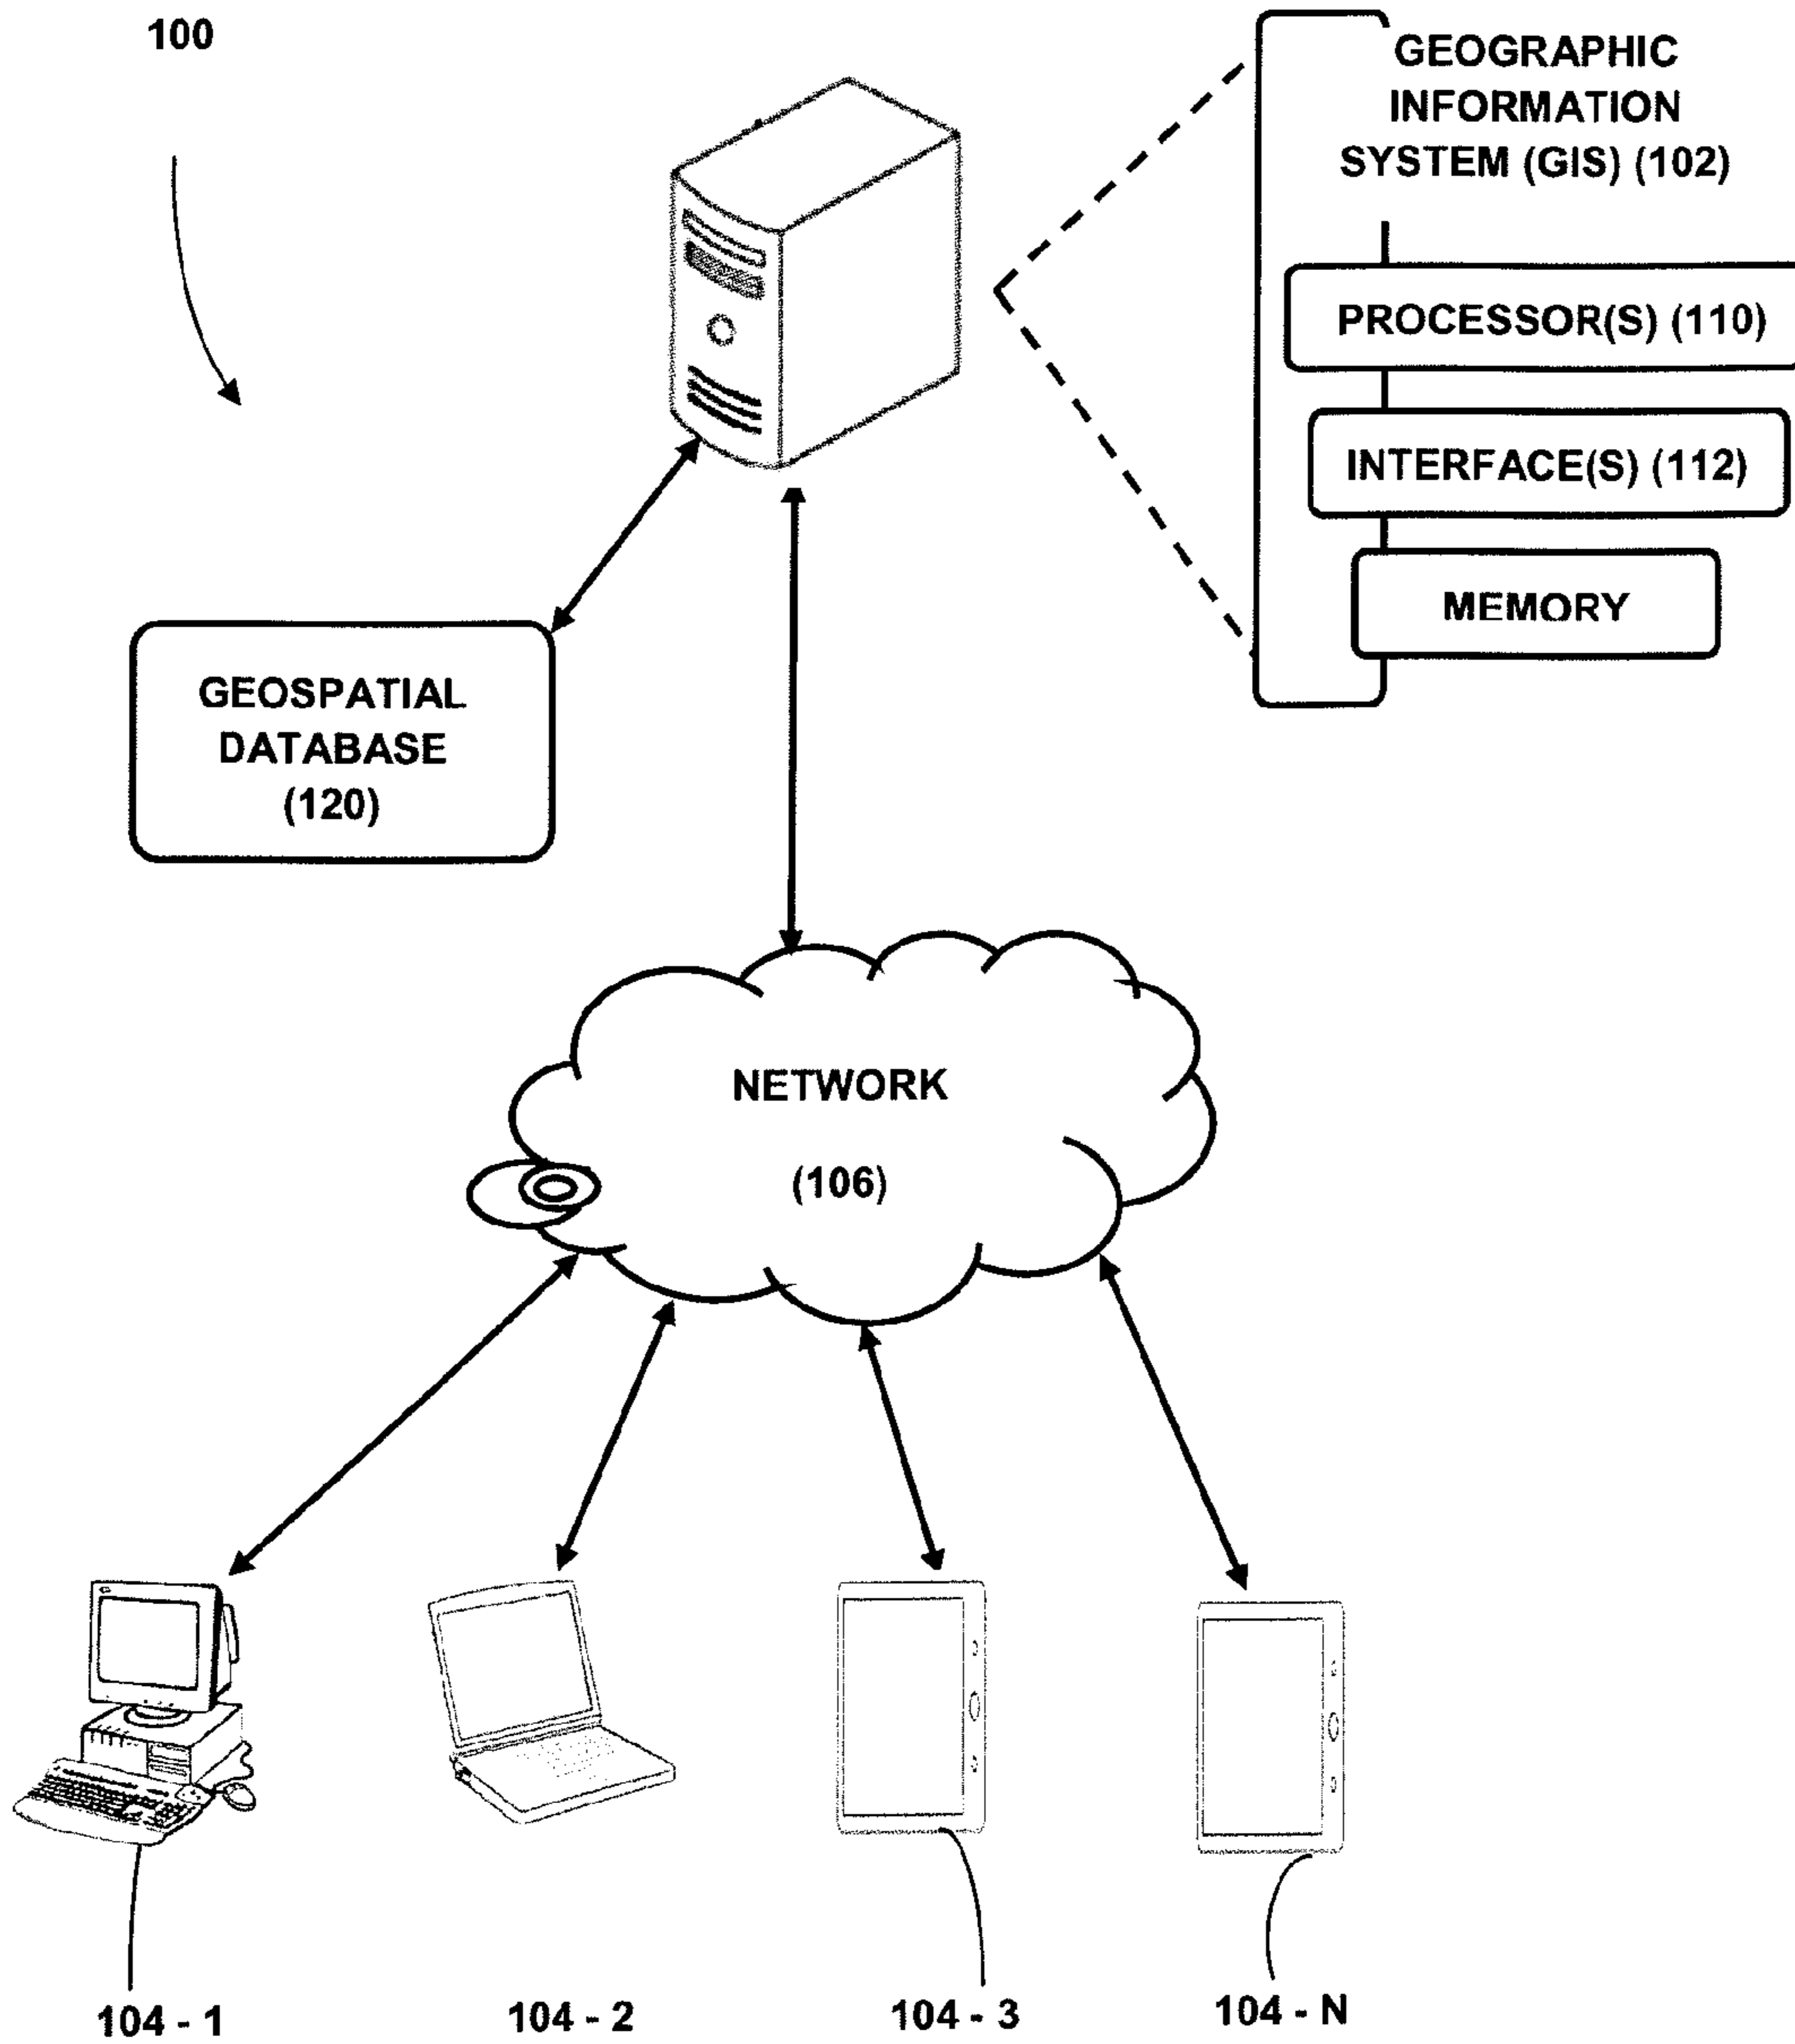 100
GEOGRAPHIC
INFORMATION
SYSTEM (GIS) (102)
PROCESSOR(S) (110)
INTERFACE(S) (112)
MEMORY
GEOSPATIAL
DATABASE
(120)
NETWORK
(106)
104 - 1
104 - 2
104 - 3
104 - N